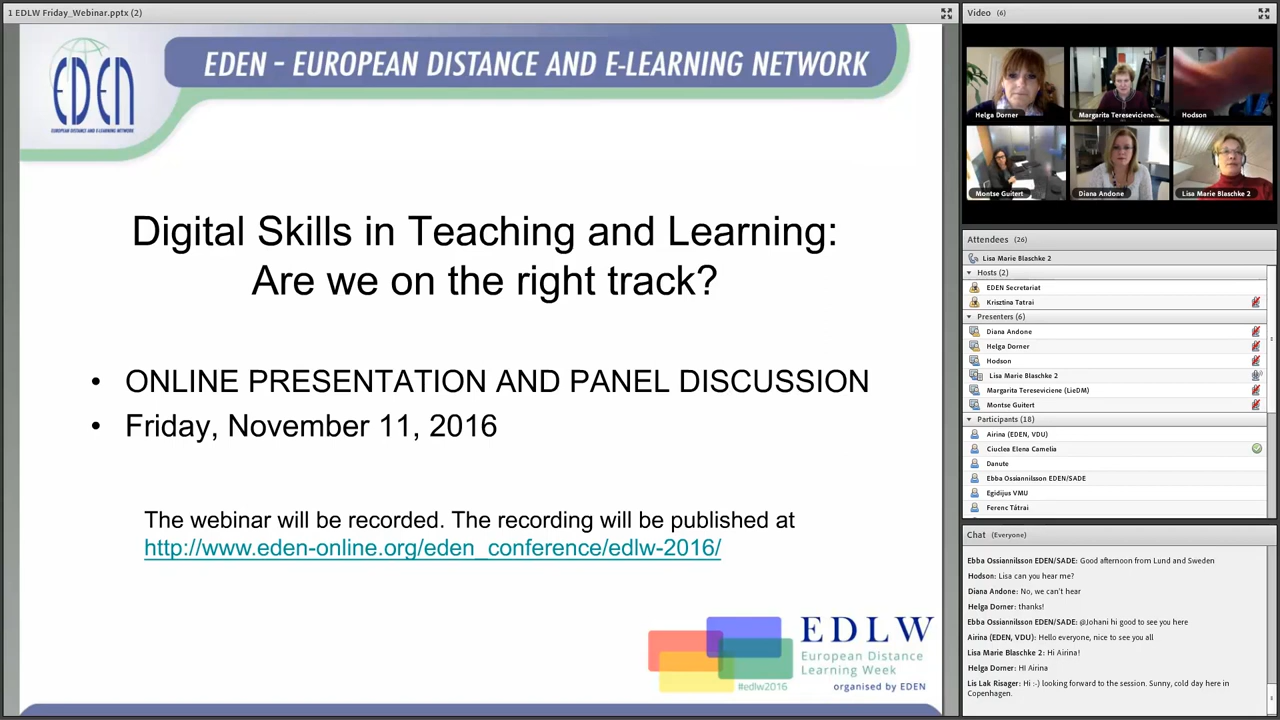 1 EDLW Friday_Webinar.pptx (2)
EDEN - EUROPEAN DISTANCE AND E-LEARNING NETWORK
EDEN
EUROPEAN DISTANCE AND E-LEARNING NETWORK
Digital Skills in Teaching and Learning:
Are we on the right track?
• ONLINE PRESENTATION AND PANEL DISCUSSION
• Friday, November 11, 2016
The webinar will be recorded. The recording will be published at
http://www.eden-online.org/eden_conference/edlw-2016/
EDLW
European Distance
Learning Week
#edlw2016
organised by EDEN
Video (6)
Helga Dorner
Margarita Tereseviciene...
Hodson
Montse Guitert
Diana Andone
Lisa Marie Blaschke 2
Attendees (26)
Lisa Marie Blaschke 2
Hosts (2)
EDEN Secretariat
Krisztina Tatrai
Presenters (6)
Diana Andone
Helga Dorner
Hodson
Lisa Marie Blaschke 2
Margarita Tereseviciene (LieDM)
Montse Guitert
Participants (18)
Airina (EDEN, VDU)
Ciuclea Elena Camelia
Danute
Ebba Ossiannilsson EDEN/SADE
Egidijus VMU
Ferenc Tátrai
Chat (Everyone)
Ebba Ossiannilsson EDEN/SADE: Good afternoon from Lund and Sweden
Hodson: Lisa can you hear me?
Diana Andone: No, we can't hear
Helga Dorner: thanks!
Ebba Ossiannilsson EDEN/SADE: @Johani hi good to see you here
Airina (EDEN, VDU): Hello everyone, nice to see you all
Lisa Marie Blaschke 2: Hi Airina!
Helga Dorner: HI Airina
Lis Lak Risager: Hi :-) looking forward to the session. Sunny, cold day here in
Copenhagen.